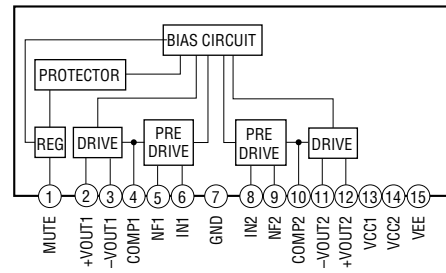 BIAS CIRCUIT
PROTECTOR
REG
DRIVE
PRE
DRIVE
PRE
DRIVE
DRIVE
1
2
3
4
5
6
7
8
9
10
11
12
13
14
15
MUTE
+VOUT1
–VOUT1
COMP1
NF1
IN1
GND
IN2
NF2
COMP2
–VOUT2
+VOUT2
VCC1
VCC2
VEE